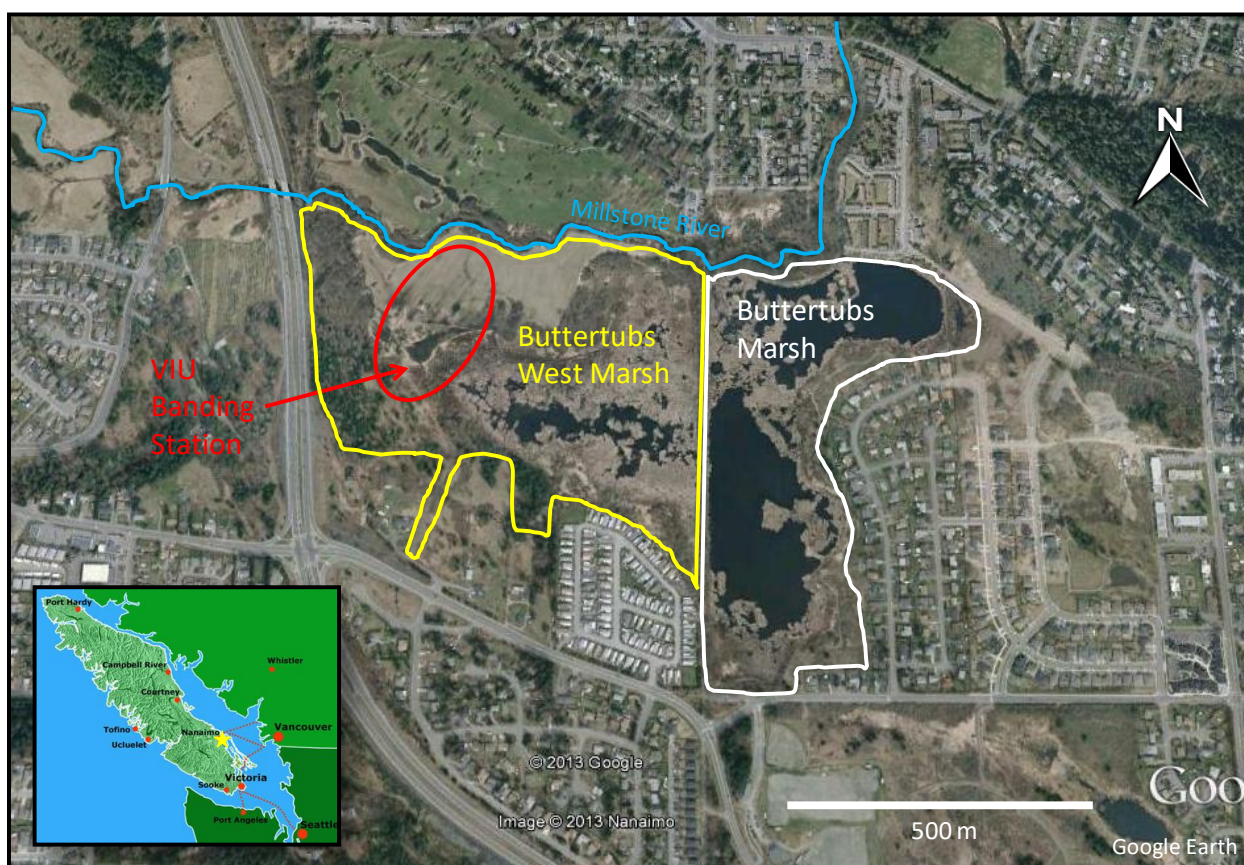 N
Millstone River
Buttertubs
West Marsh
Buttertubs
Marsh
VIU
Banding
Station
Port Hardy
Campbell River
Whistler
Courtney
Nanaimo
Vancouver
Tofino
Ucluelet
Victoria
Sooke
Port Angeles
Seattle
© 2013 Google
Image © 2013 Nanaimo
500 m
Goo
Google Earth